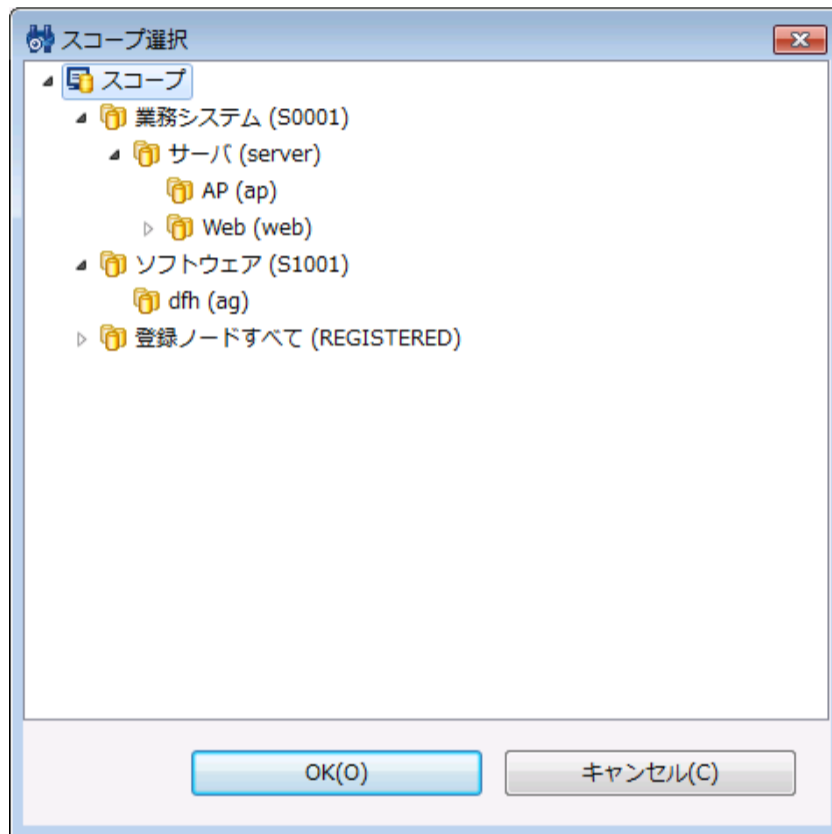 スコープ選択
スコープ
業務システム (S0001)
サーバ (server)
AP (ap)
Web (web)
ソフトウェア (S1001)
dfh (ag)
登録ノードすべて (REGISTERED)
OK(O)
キャンセル(C)